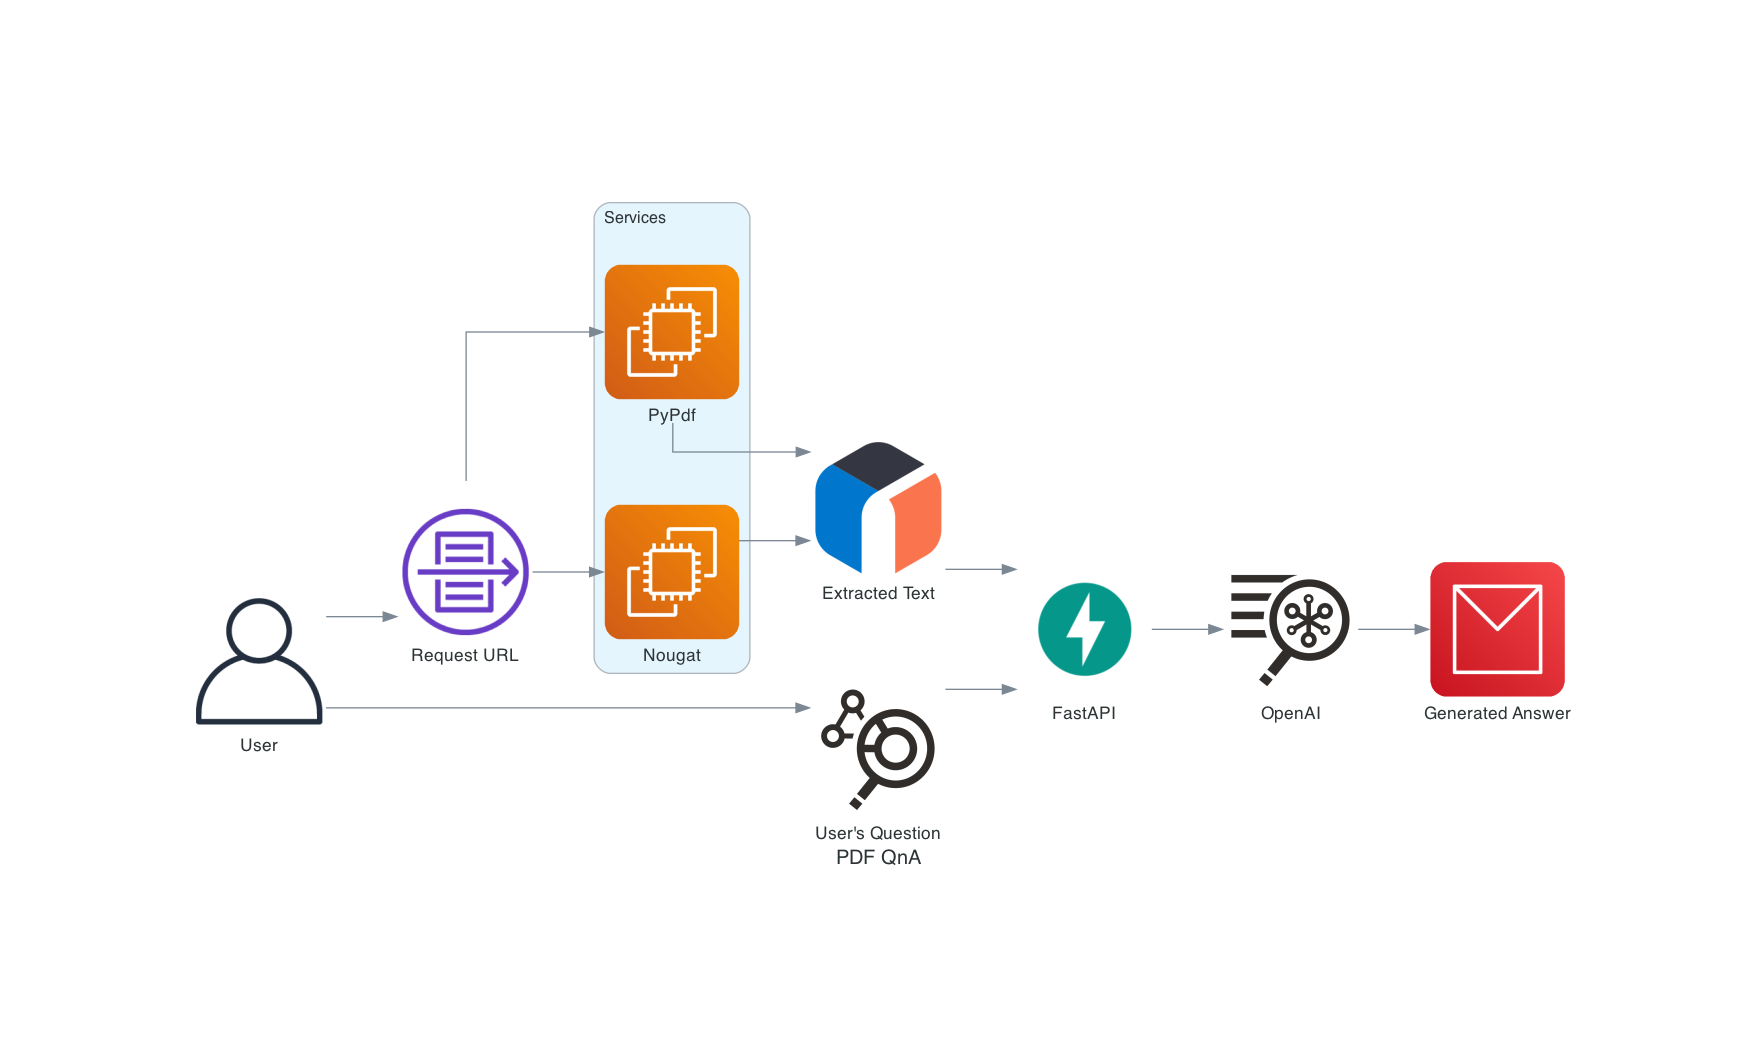 Services
PyPdf
Nougat
Request URL
User
Extracted Text
User's Question
PDF QnA
FastAPI
OpenAI
Generated Answer